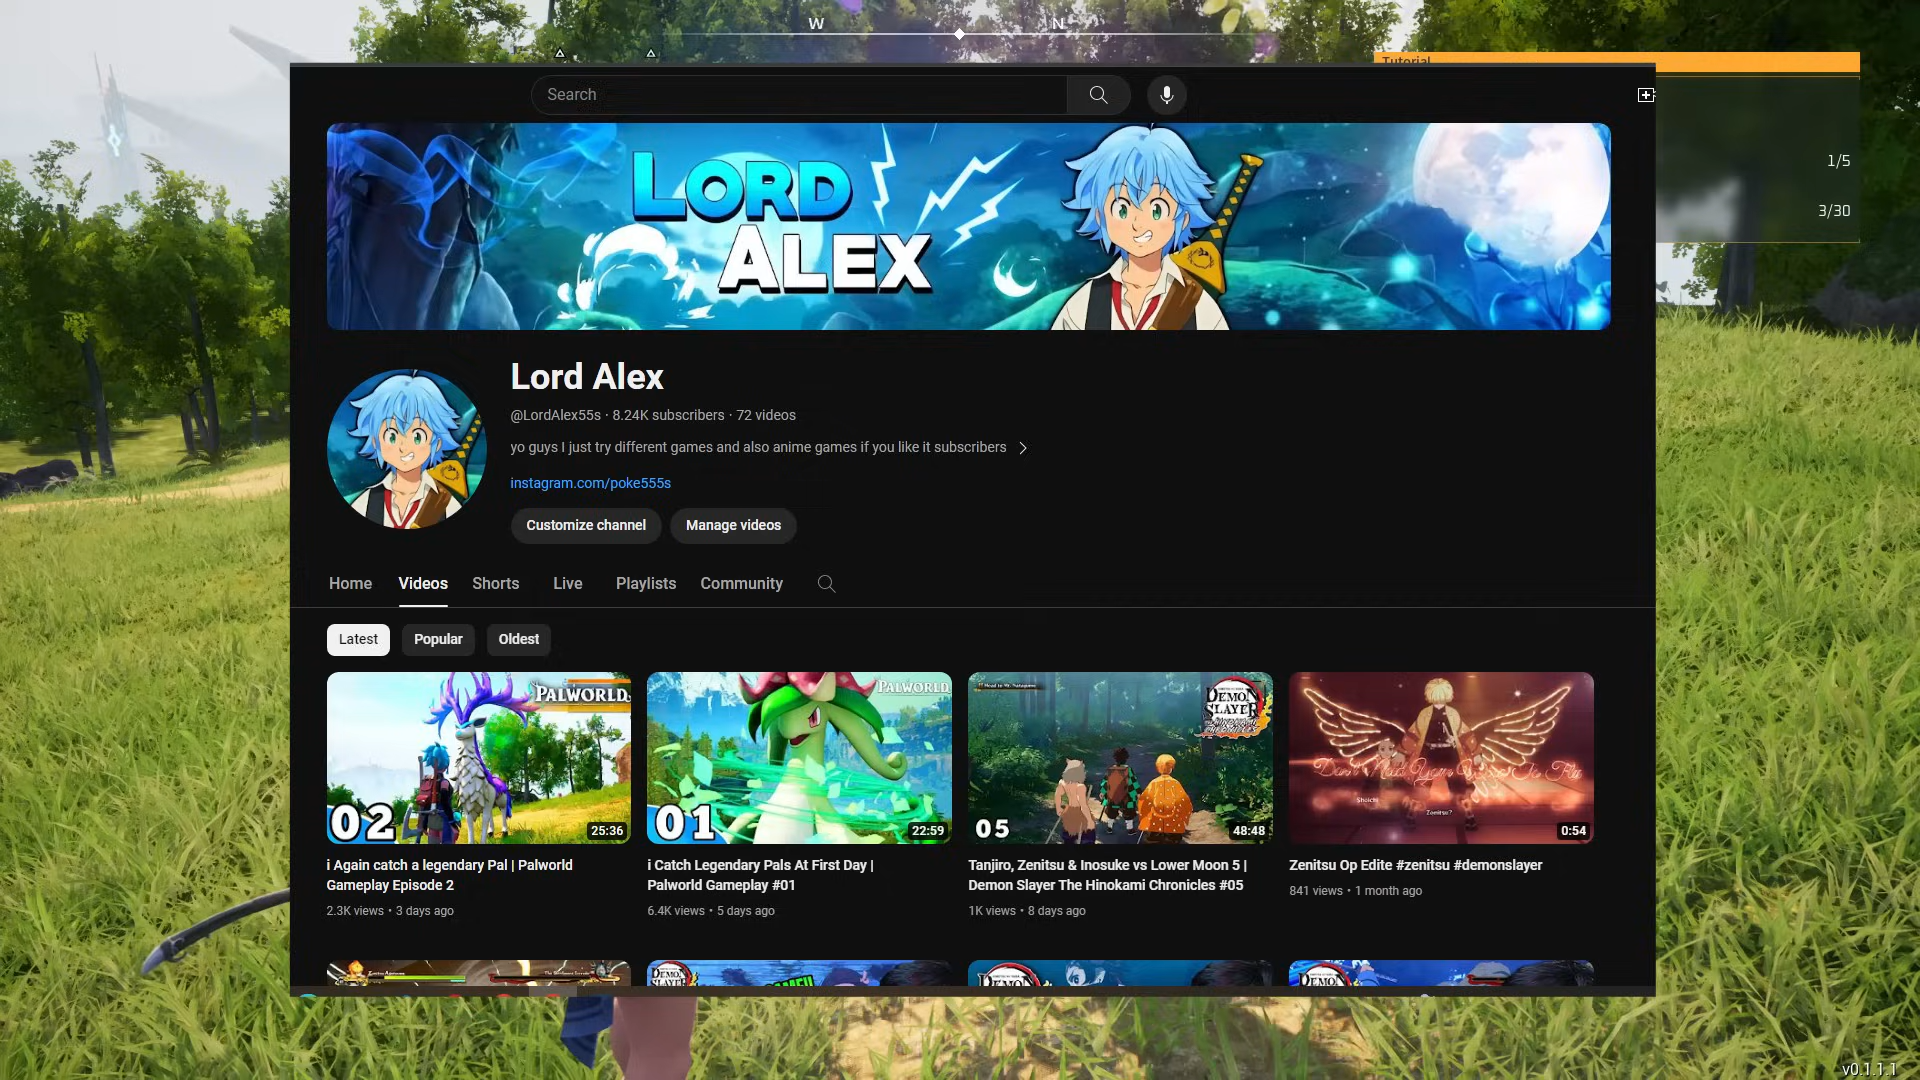 W N
Tutorial
Search
1/5
3/30
LORD
ALEX
Lord Alex
@LordAlex55s · 8.24K subscribers · 72 videos
yo guys I just try different games and also anime games if you like it subscribers
instagram.com/poke555s
Customize channel Manage videos
Home Videos Shorts Live Playlists Community
Latest Popular Oldest
PALWORLD
02
25:36
PALWORLD
01
22:59
DEMON
SLAYER
05
48:48
Shoichi
Zenitsu?
0:54
i Again catch a legendary Pal | Palworld
Gameplay Episode 2
2.3K views • 3 days ago
i Catch Legendary Pals At First Day |
Palworld Gameplay #01
6.4K views • 5 days ago
Tanjiro, Zenitsu & Inosuke vs Lower Moon 5 |
Demon Slayer The Hinokami Chronicles #05
1K views • 8 days ago
Zenitsu Op Edite #zenitsu #demonslayer
841 views • 1 month ago
DEMON
SLAYER
DEMON
DEMON
v0.1.1.1